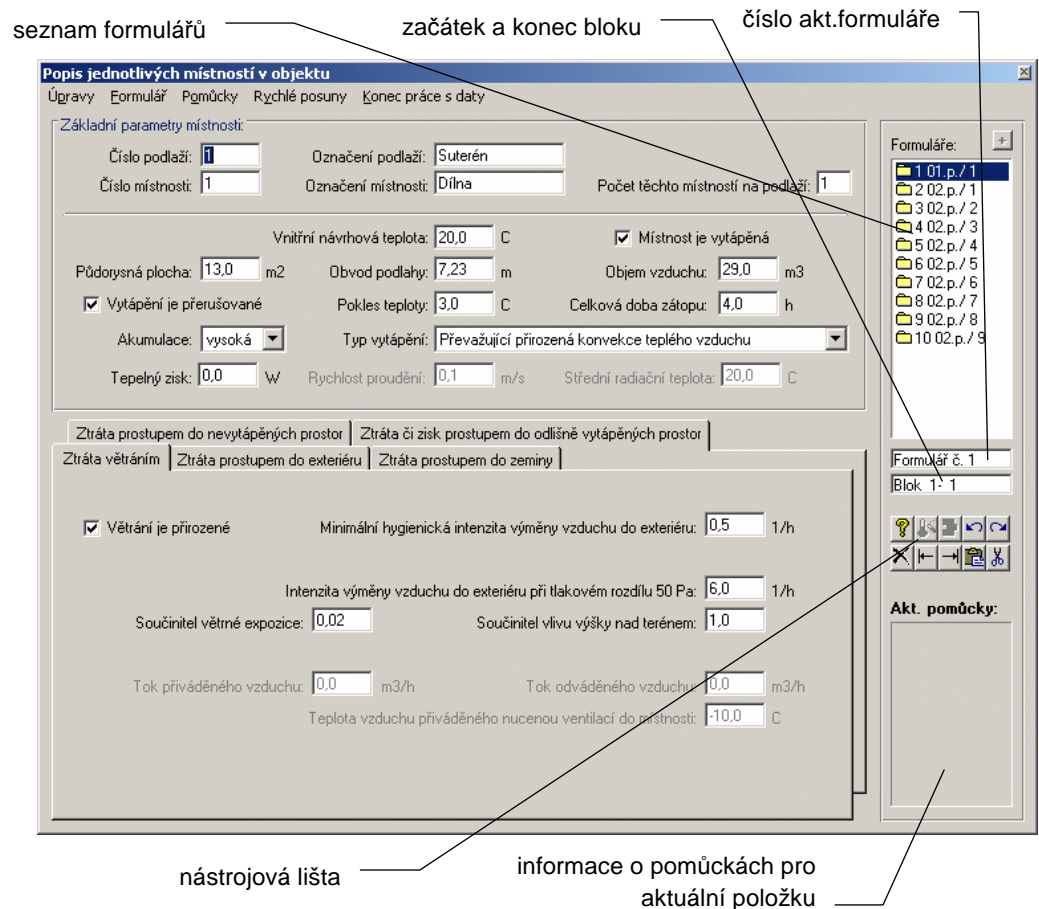 seznam formulářů
začátek a konec bloku
číslo akt.formuláře
Popis jednotlivých místností v objektu
Úpravy Formulář Pomůcky Rychlé posuny Konec práce s daty
Základní parametry místnosti:
Číslo podlaží: 1 Označení podlaží: Suterén
Číslo místnosti: 1 Označení místnosti: Dílna Počet těchto místností na podlaží: 1
Vnitřní návrhová teplota: 20,0 C Místnost je vytápěná
Půdorysná plocha: 13,0 m2 Obvod podlahy: 7,23 m Objem vzduchu: 29,0 m3
Vytápění je přerušované Pokles teploty: 3,0 C Celková doba zátopu: 4,0 h
Akumulace: vysoká Typ vytápění: Převažující přirozená konvekce teplého vzduchu
Tepelný zisk: 0,0 W Rychlost proudění: 0,1 m/s Střední radiační teplota: 20,0 C
Ztráta prostupem do nevytápěných prostor Ztráta či zisk prostupem do odlišně vytápěných prostor
Ztráta větráním Ztráta prostupem do exteriéru Ztráta prostupem do zeminy
Větrání je přirozené Minimální hygienická intenzita výměny vzduchu do exteriéru: 0,5 1/h
Intenzita výměny vzduchu do exteriéru při tlakovém rozdílu 50 Pa: 6,0 1/h
Součinitel větrné expozice: 0,02 Součinitel vlivu výšky nad terénem: 1,0
Tok přiváděného vzduchu: 0,0 m3/h Tok odváděného vzduchu: 0,0 m3/h
Teplota vzduchu přiváděného nucenou ventilací do místnosti: -10,0 C
Formuláře: +
1 01.p./ 1
2 02.p./ 1
3 02.p./ 2
4 02.p./ 3
5 02.p./ 4
6 02.p./ 5
7 02.p./ 6
8 02.p./ 7
9 02.p./ 8
10 02.p./ 9
Formulář č. 1
Blok 1- 1
Akt. pomůcky:
nástrojová lišta
informace o pomůckách pro
aktuální položku